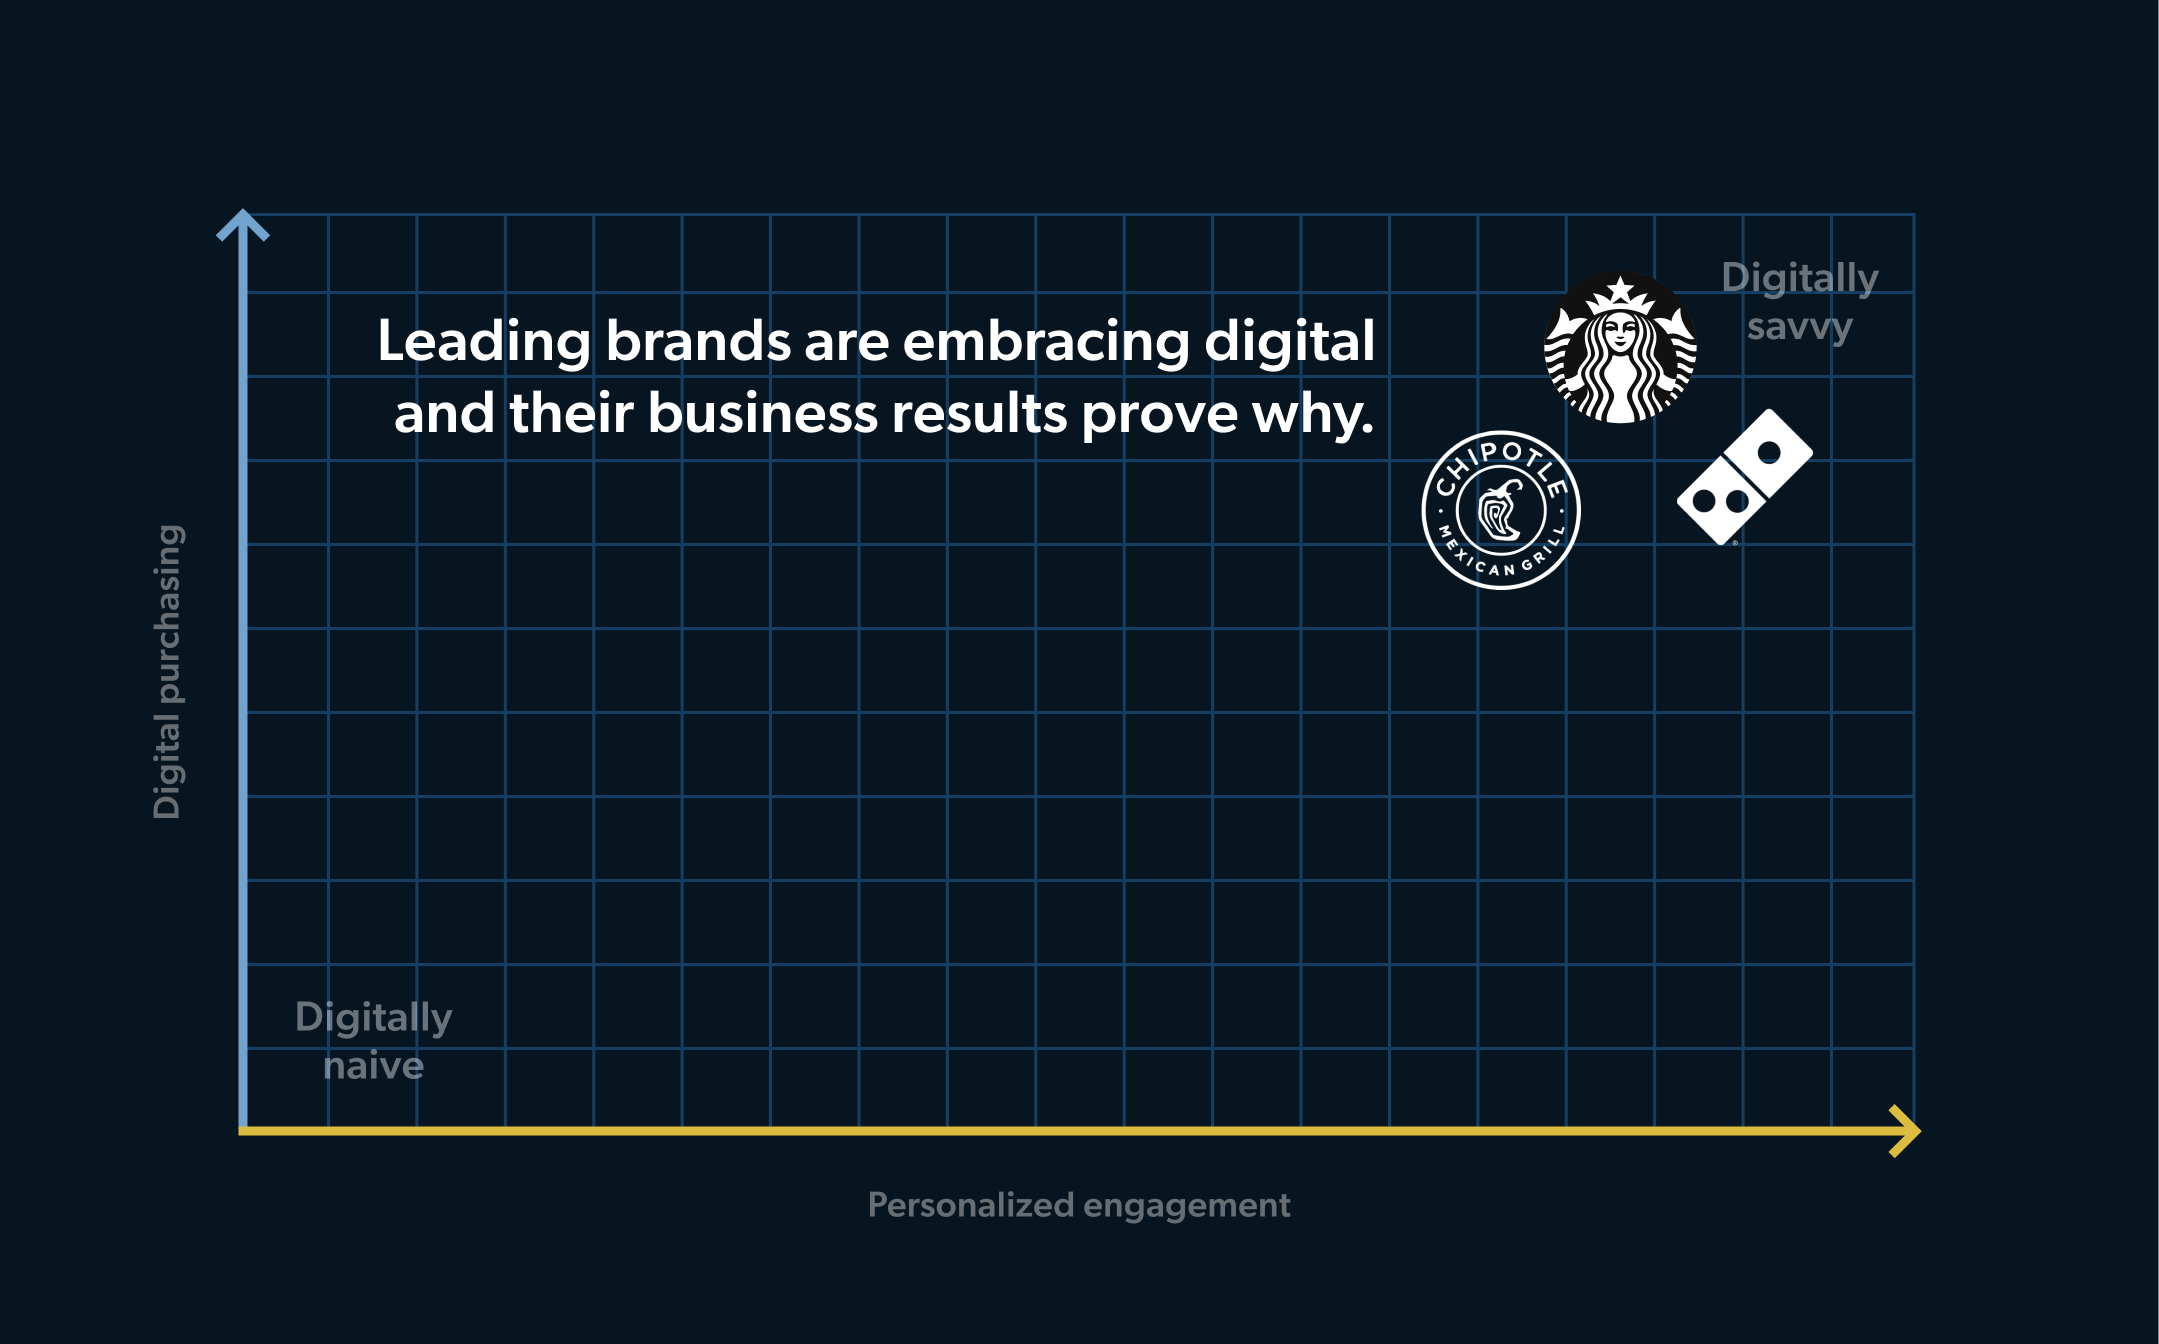 Leading brands are embracing digital
and their business results prove why.
Digitally
savvy
CHIPOTLE
MEXICAN GRILL
®
Digital purchasing
Digitally
naive
Personalized engagement